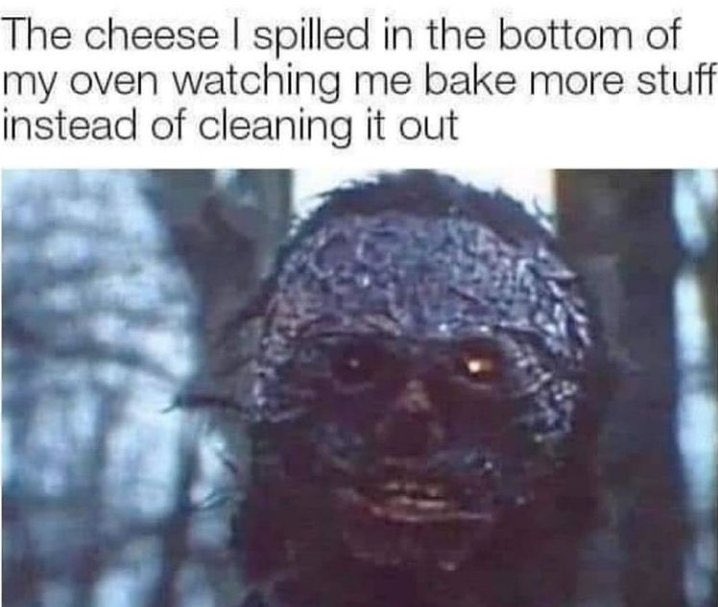 The cheese I spilled in the bottom of
my oven watching me bake more stuff
instead of cleaning it out